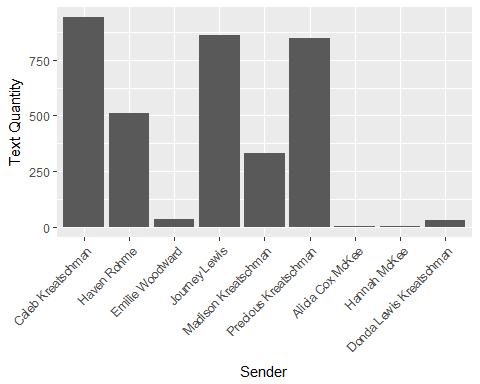 Text Quantity
750
500
250
0
Caleb Kreatschman
Haven Rohme
Emilie Woodward
Journey Lewis
Madison Kreatschman
Precious Kreatschman
Alicia Cox McKee
Hannah McKee
Donda Lewis Kreatschman
Sender